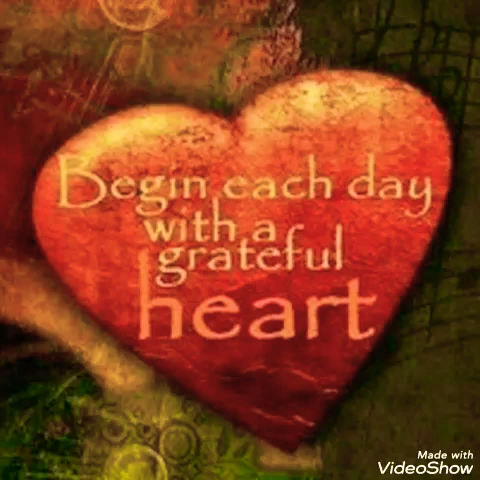 Begin each day
with a
grateful
heart
Made with
VideoShow